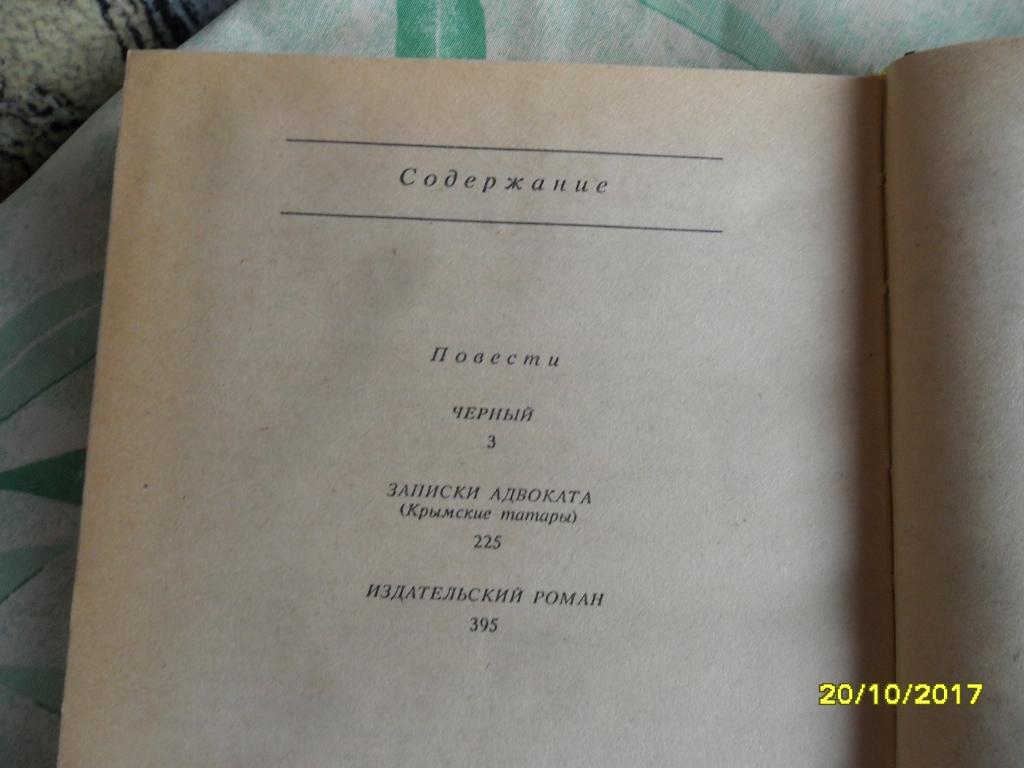 Содержание
Повести
ЧЕРНЫЙ
3
ЗАПИСКИ АДВОКАТА
(Крымские татары)
225
ИЗДАТЕЛЬСКИЙ РОМАН
395
20/10/2017